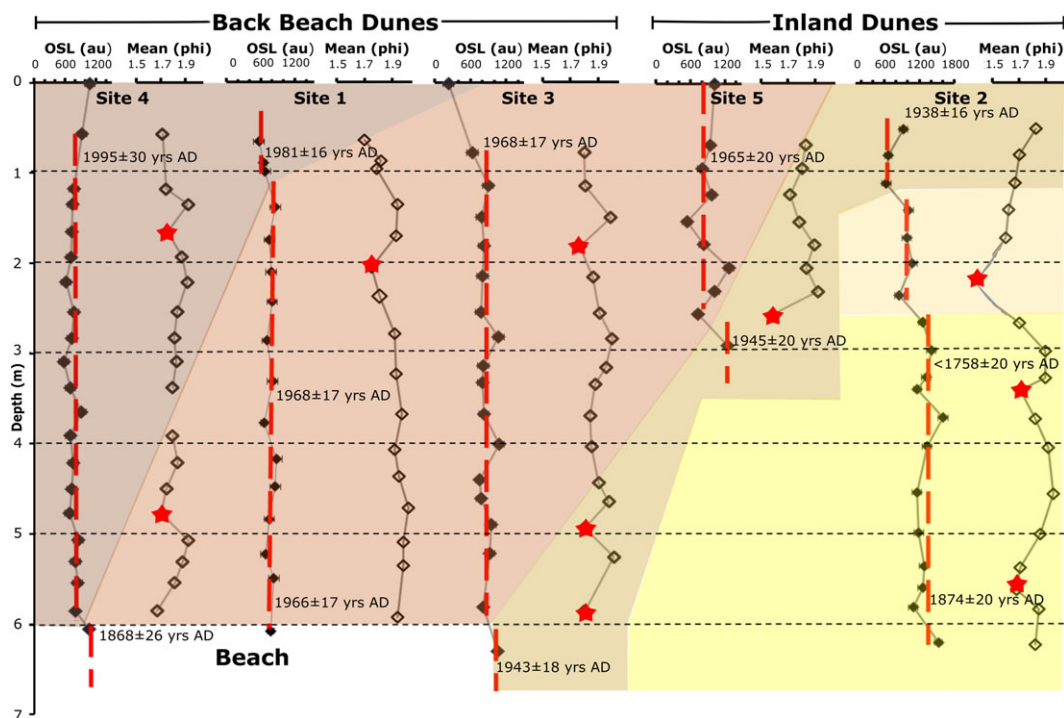 Back Beach Dunes
Inland Dunes
OSL (au) Mean (phi) OSL (au) Mean (phi) OSL (au) Mean (phi) OSL (au) Mean (phi) OSL (au) Mean (phi)
0 600 1200 1.5 1.7 1.9 0 600 1200 1.5 1.7 1.9 0 600 1200 1.5 1.7 1.9 0 600 1200 1.5 1.7 1.9 0 600 1200 1800 1.5 1.7 1.9
0
Site 4 Site 1 Site 3 Site 5 Site 2
1938±16 yrs AD
1995±30 yrs AD
1981±16 yrs AD
1968±17 yrs AD
1965±20 yrs AD
1
2
3
1945±20 yrs AD
<1758±20 yrs AD
1968±17 yrs AD
Depth (m)
4
5
1966±17 yrs AD
1874±20 yrs AD
6
1868±26 yrs AD
Beach
1943±18 yrs AD
7